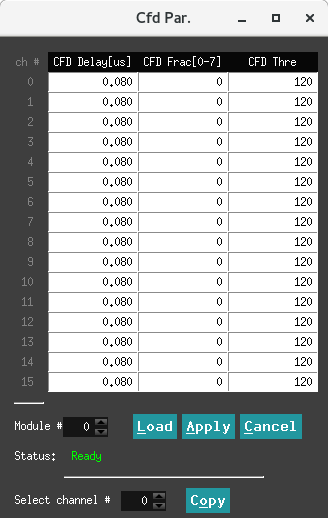 Cfd Par.
ch # CFD Delay[us] CFD Frac[0-7] CFD Thre
0 0.080 0 120
1 0.080 0 120
2 0.080 0 120
3 0.080 0 120
4 0.080 0 120
5 0.080 0 120
6 0.080 0 120
7 0.080 0 120
8 0.080 0 120
9 0.080 0 120
10 0.080 0 120
11 0.080 0 120
12 0.080 0 120
13 0.080 0 120
14 0.080 0 120
15 0.080 0 120
Module # 0 Load Apply Cancel
Status: Ready
Select channel # 0 Copy